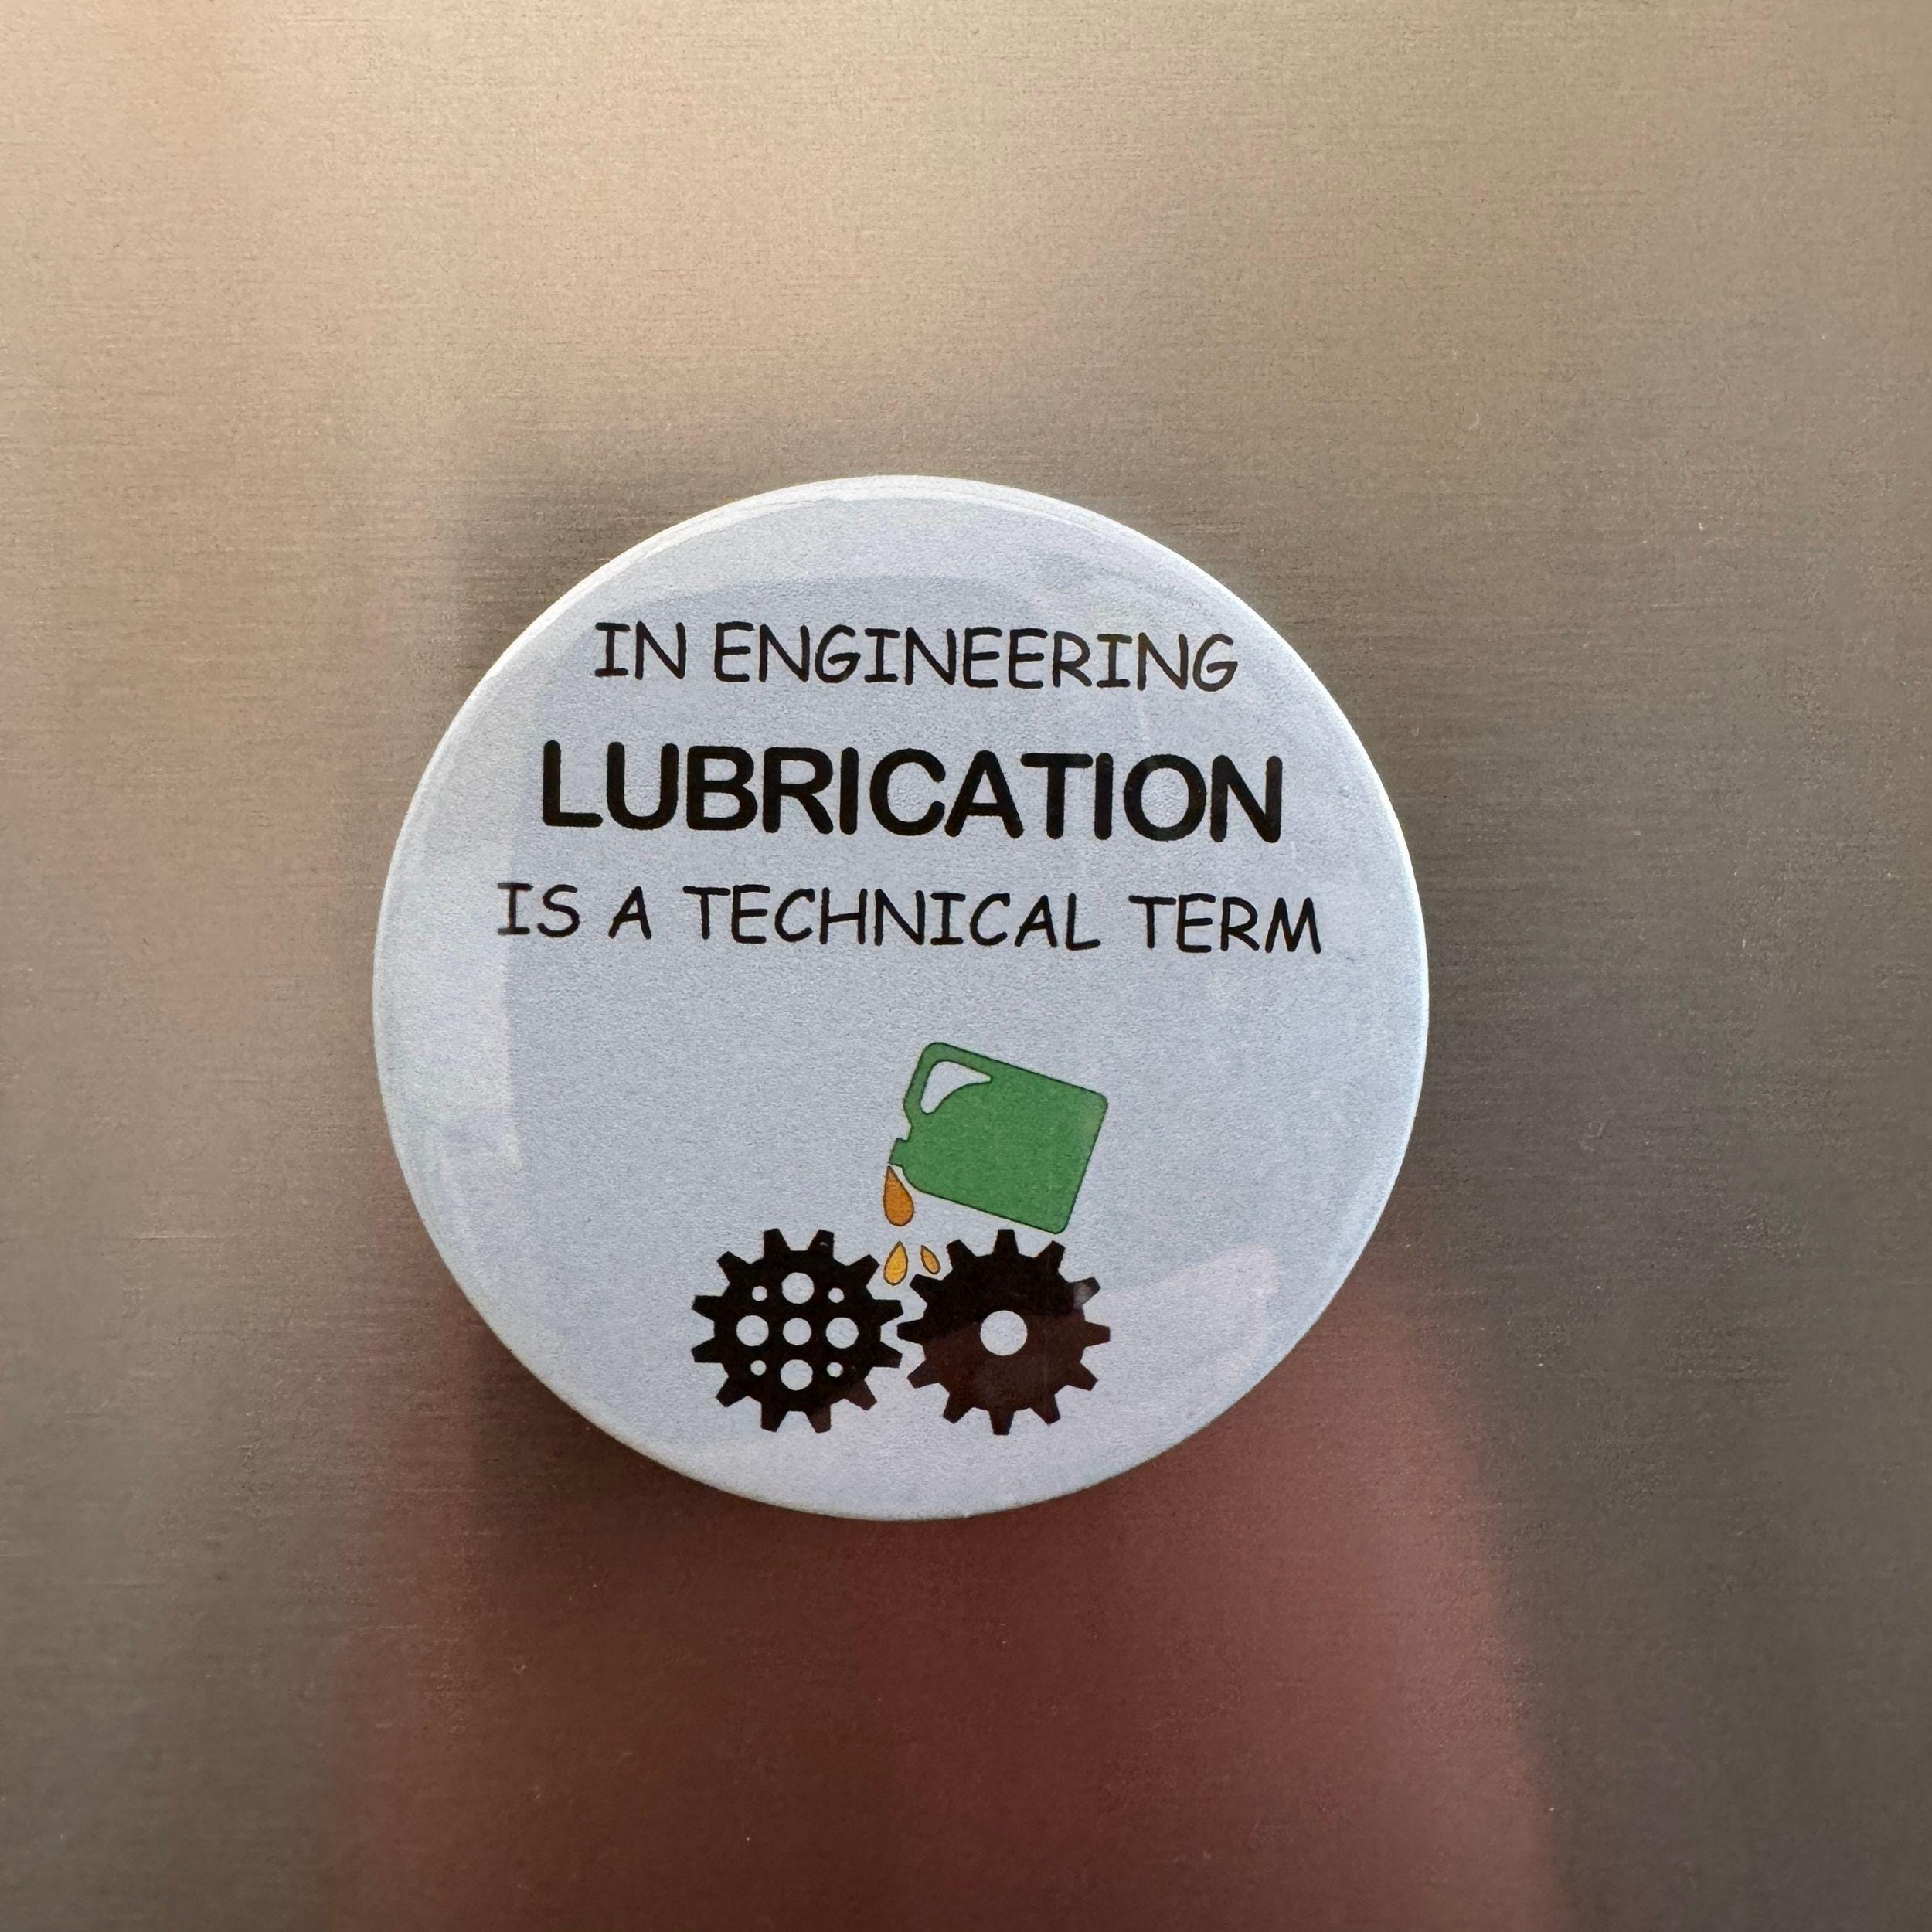 IN ENGINEERING
LUBRICATION
IS A TECHNICAL TERM